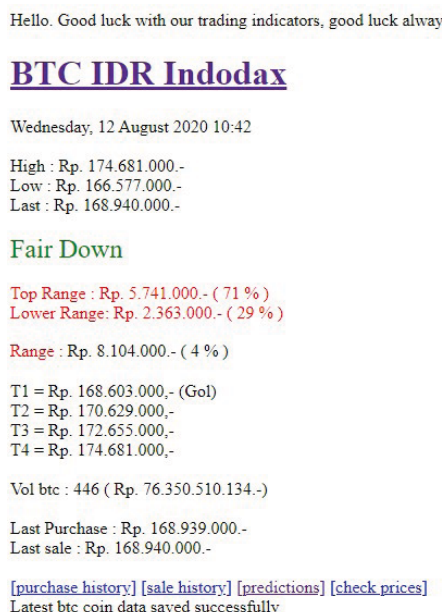 Hello. Good luck with our trading indicators, good luck alway
BTC IDR Indodax
Wednesday, 12 August 2020 10:42
High : Rp. 174.681.000.-
Low : Rp. 166.577.000.-
Last : Rp. 168.940.000.-
Fair Down
Top Range : Rp. 5.741.000.- ( 71 % )
Lower Range: Rp. 2.363.000.- ( 29 % )
Range : Rp. 8.104.000.- ( 4 % )
T1 = Rp. 168.603.000,- (Gol)
T2 = Rp. 170.629.000,-
T3 = Rp. 172.655.000,-
T4 = Rp. 174.681.000,-
Vol btc : 446 ( Rp. 76.350.510.134.-)
Last Purchase : Rp. 168.939.000.-
Last sale : Rp. 168.940.000.-
[purchase history] [sale history] [predictions] [check prices]
Latest btc coin data saved successfully